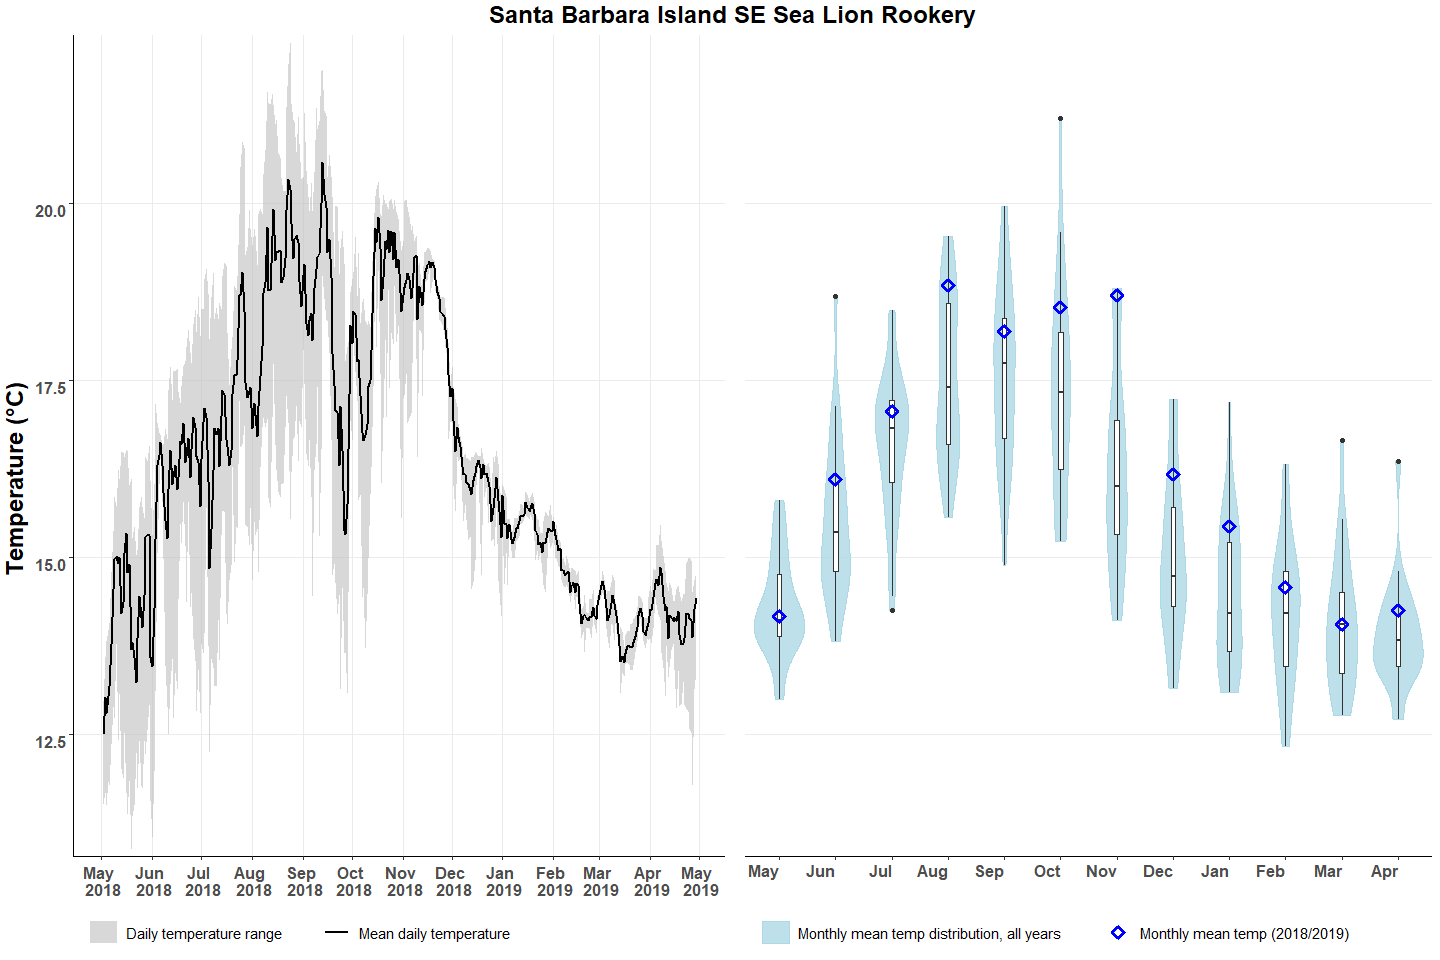 Santa Barbara Island SE Sea Lion Rookery
Temperature (°C)
20.0
17.5
15.0
12.5
May Jun Jul Aug Sep Oct Nov Dec Jan Feb Mar Apr May
2018 2018 2018 2018 2018 2018 2018 2018 2019 2019 2019 2019 2019
May Jun Jul Aug Sep Oct Nov Dec Jan Feb Mar Apr
Daily temperature range
Mean daily temperature
Monthly mean temp distribution, all years
Monthly mean temp (2018/2019)